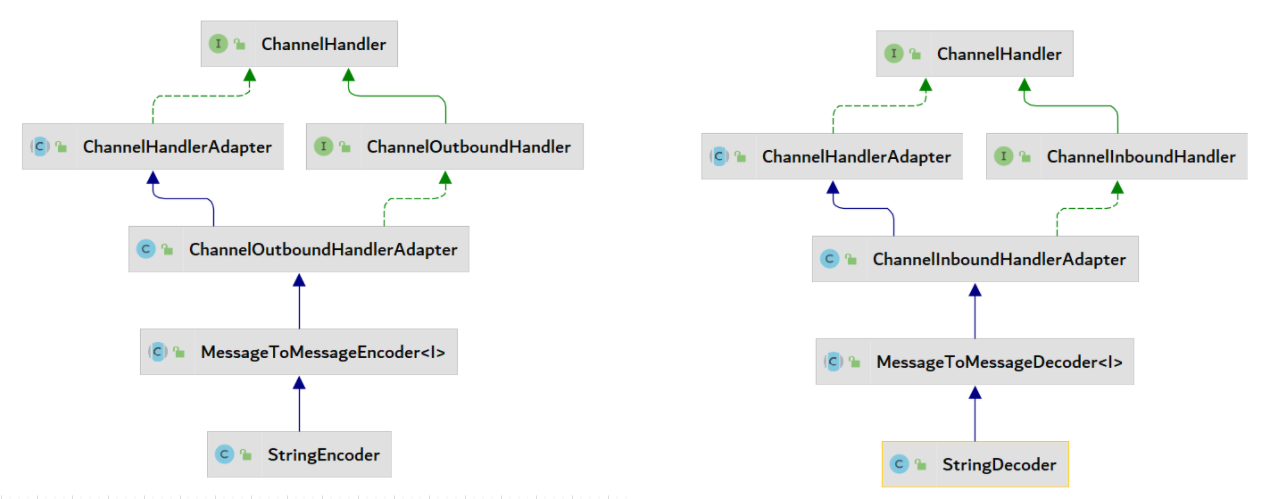 I ChannelHandler
C ChannelHandlerAdapter
I ChannelOutboundHandler
C ChannelOutboundHandlerAdapter
C MessageToMessageEncoder<I>
C StringEncoder
I ChannelHandler
C ChannelHandlerAdapter
I ChannelInboundHandler
C ChannelInboundHandlerAdapter
C MessageToMessageDecoder<I>
C StringDecoder